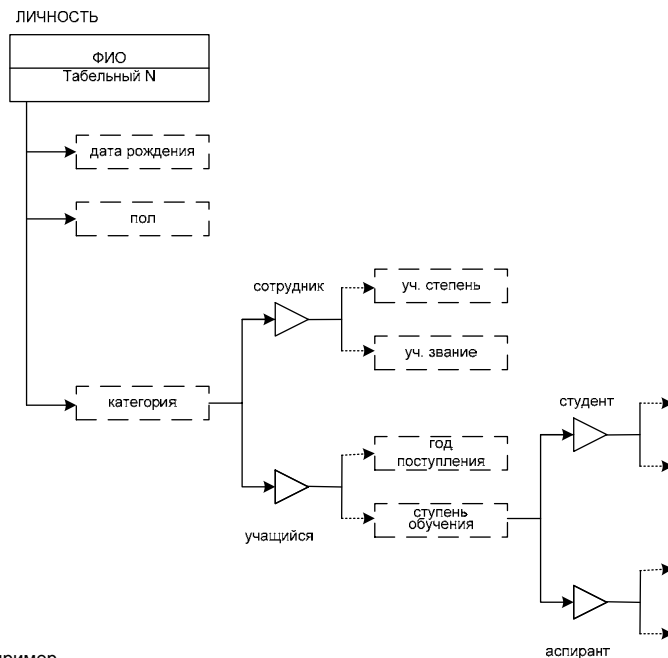 ЛИЧНОСТЬ
ФИО
Табельный N
дата рождения
пол
сотрудник
уч. степень
уч. звание
категория
студент
год
поступления
ступень
обучения
учащийся
аспирант